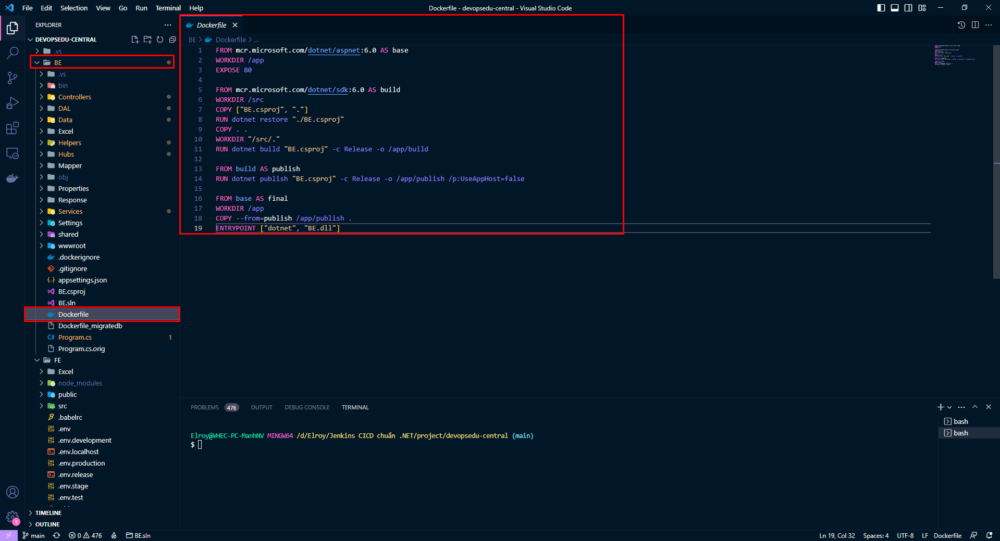 File Edit Selection View Go Run Terminal Help
Dockerfile - devopsedu-central - Visual Studio Code
EXPLORER
DEVOPSEDU-CENTRAL
.vs
BE
.vs
bin
Controllers
DAL
Data
Excel
Helpers
Hubs
Mapper
obj
Properties
Response
Services
Settings
shared
wwwroot
.dockerignore
.gitignore
appsettings.json
BE.csproj
BE.sln
Dockerfile
Dockerfile_migratedb
Program.cs 1
Program.cs.orig
FE
Excel
node_modules
public
src
.babelrc
.env
.env.development
.env.localhost
.env.production
.env.release
.env.stage
.env.test
TIMELINE
OUTLINE
Dockerfile
BE > Dockerfile > ...
1 FROM mcr.microsoft.com/dotnet/aspnet:6.0 AS base
2 WORKDIR /app
3 EXPOSE 80
4
5 FROM mcr.microsoft.com/dotnet/sdk:6.0 AS build
6 WORKDIR /src
7 COPY ["BE.csproj", "."]
8 RUN dotnet restore "./BE.csproj"
9 COPY . .
10 WORKDIR "/src/."
11 RUN dotnet build "BE.csproj" -c Release -o /app/build
12
13 FROM build AS publish
14 RUN dotnet publish "BE.csproj" -c Release -o /app/publish /p:UseAppHost=false
15
16 FROM base AS final
17 WORKDIR /app
18 COPY --from=publish /app/publish .
19 ENTRYPOINT ["dotnet", "BE.dll"]
PROBLEMS 476 OUTPUT DEBUG CONSOLE TERMINAL
bash
bash
Elroy@VHEC-PC-ManhNV MINGW64 /d/Elroy/Jenkins CICD chuẩn .NET/project/devopsedu-central (main)
$
1
main 0 476 BE.sln
Ln 19, Col 32 Spaces: 4 UTF-8 LF Dockerfile